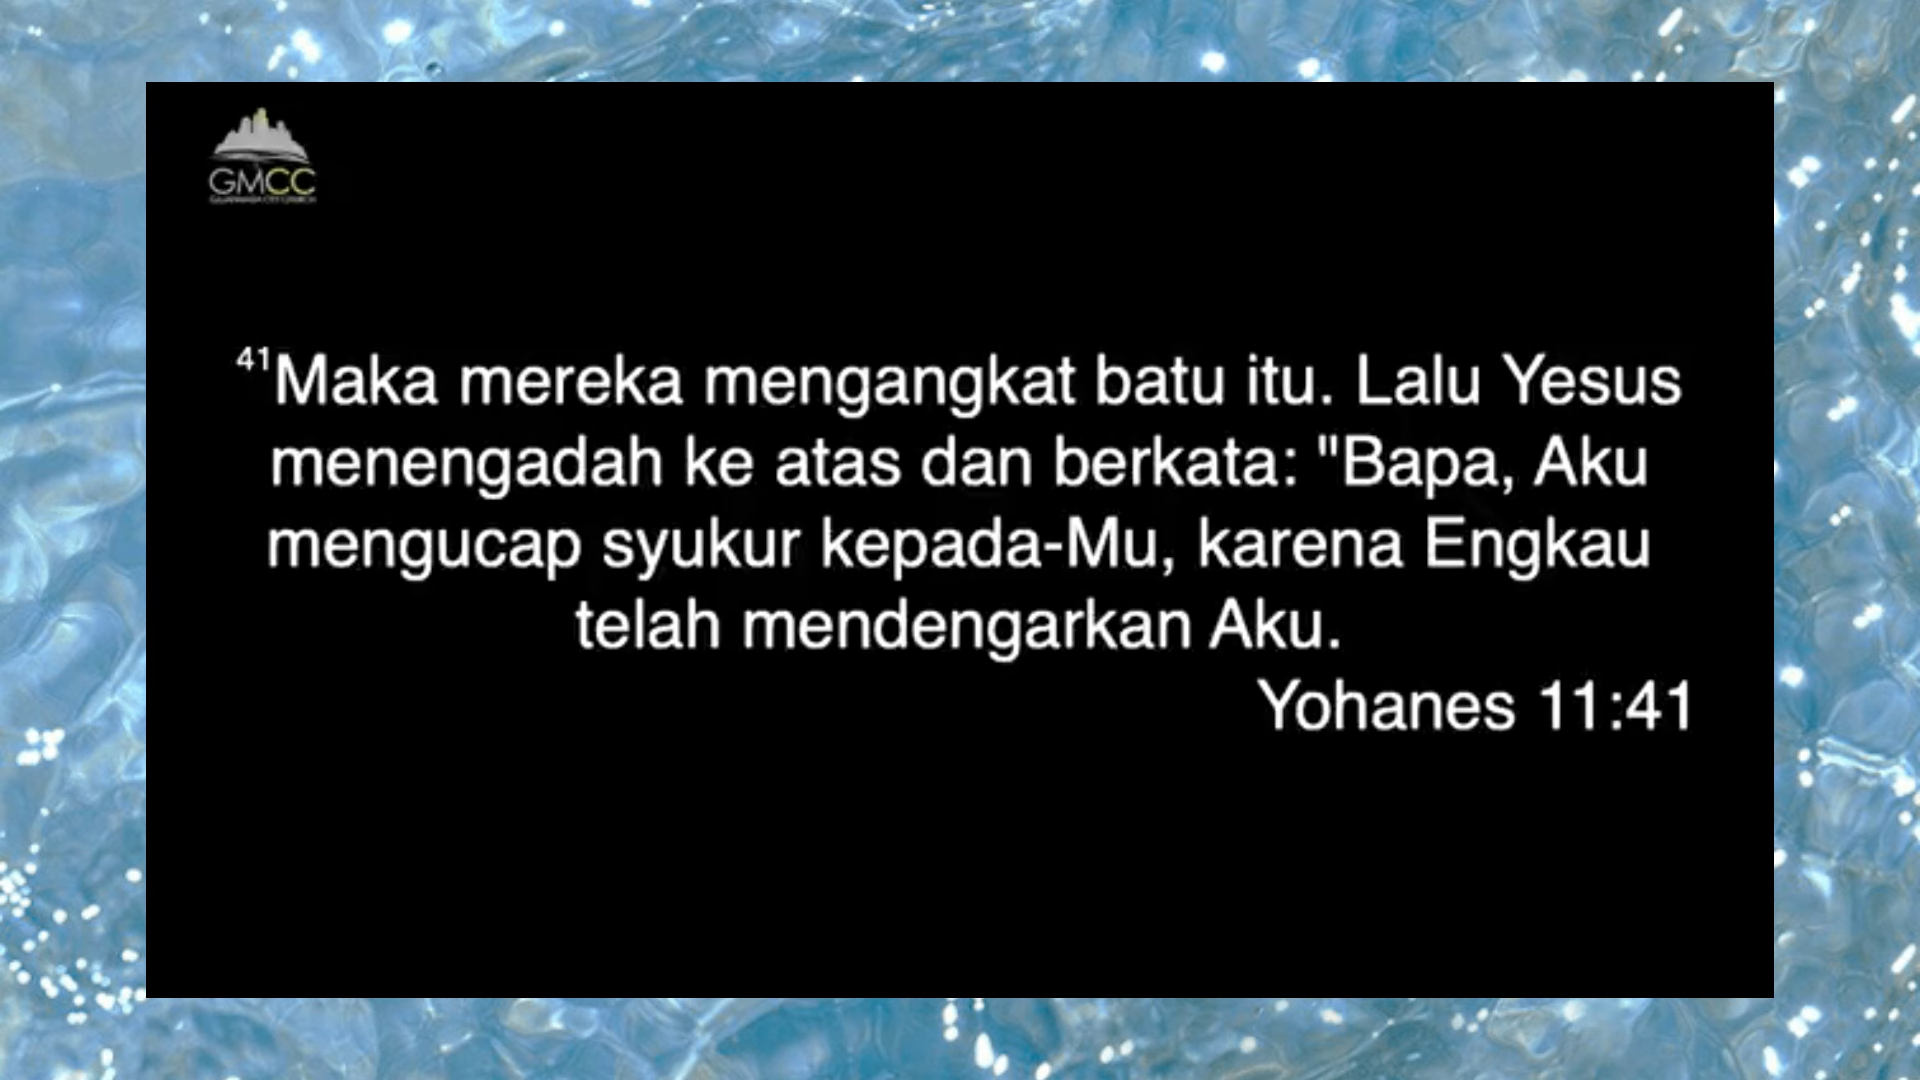 GMCC
⁴¹Maka mereka mengangkat batu itu. Lalu Yesus
menengadah ke atas dan berkata: "Bapa, Aku
mengucap syukur kepada-Mu, karena Engkau
telah mendengarkan Aku.
Yohanes 11:41